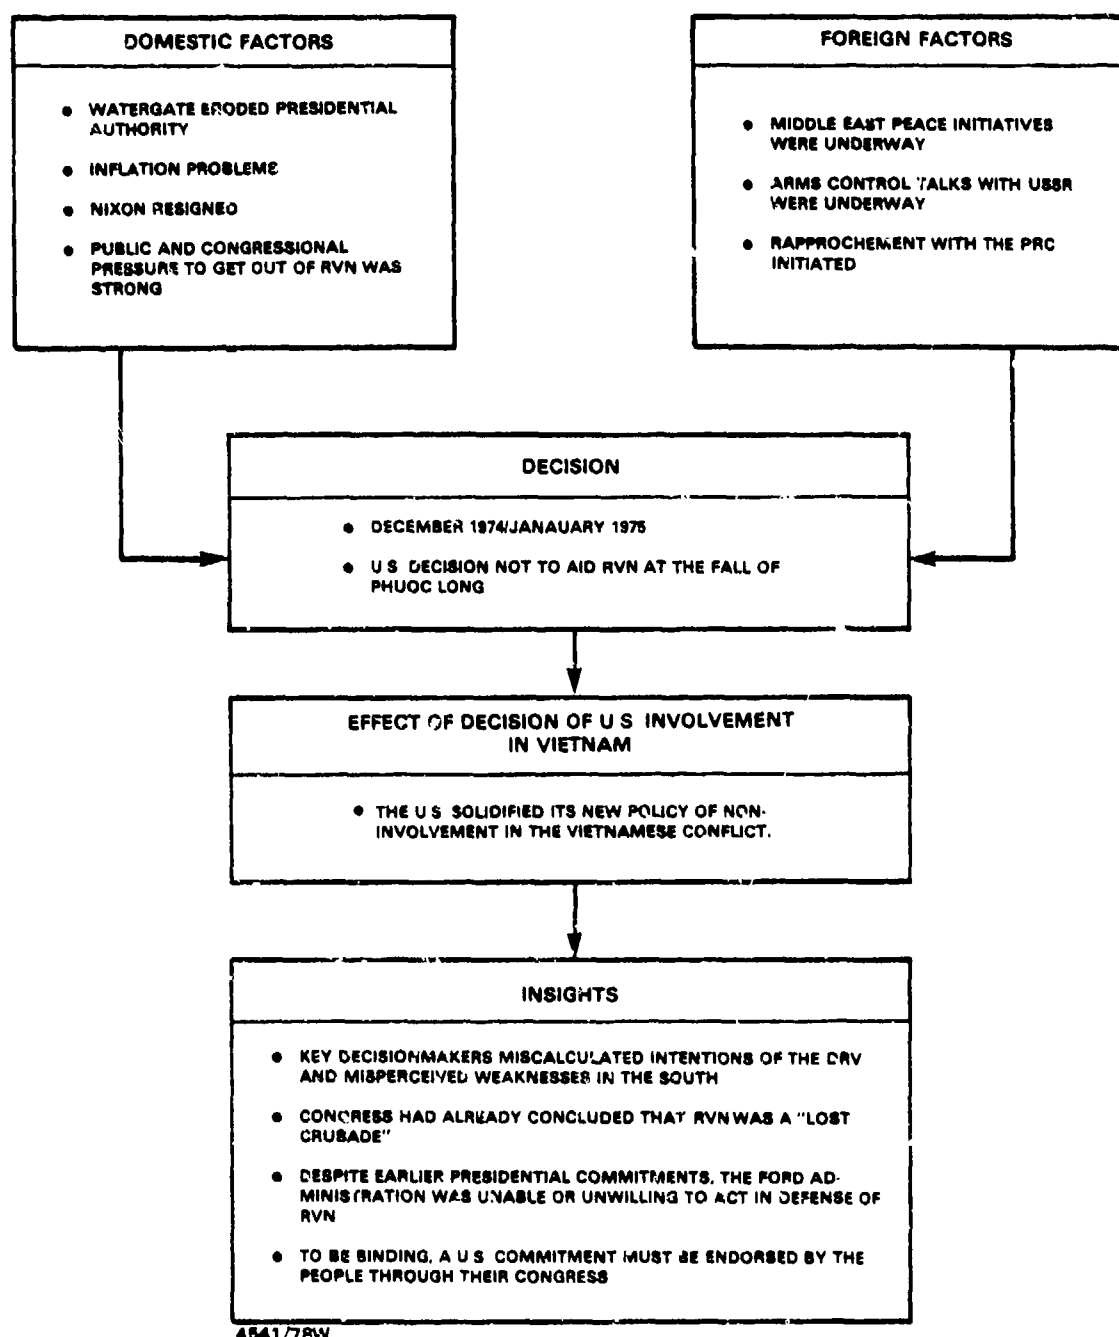 DOMESTIC FACTORS
• WATERGATE ERODED PRESIDENTIAL
AUTHORITY
• INFLATION PROBLEMS
• NIXON RESIGNED
• PUBLIC AND CONGRESSIONAL
PRESSURE TO GET OUT OF RVN WAS
STRONG
FOREIGN FACTORS
• MIDDLE EAST PEACE INITIATIVES
WERE UNDERWAY
• ARMS CONTROL TALKS WITH USSR
WERE UNDERWAY
• RAPPROCHEMENT WITH THE PRC
INITIATED
DECISION
• DECEMBER 1974/JANAUARY 1975
• U S DECISION NOT TO AID RVN AT THE FALL OF
PHUOC LONG
EFFECT OF DECISION OF U S INVOLVEMENT
IN VIETNAM
• THE U S SOLIDIFIED ITS NEW POLICY OF NON-
INVOLVEMENT IN THE VIETNAMESE CONFLICT.
INSIGHTS
• KEY DECISIONMAKERS MISCALCULATED INTENTIONS OF THE DRV
AND MISPERCEIVED WEAKNESSES IN THE SOUTH
• CONGRESS HAD ALREADY CONCLUDED THAT RVN WAS A "LOST
CRUSADE"
• DESPITE EARLIER PRESIDENTIAL COMMITMENTS, THE FORD AD-
MINISTRATION WAS UNABLE OR UNWILLING TO ACT IN DEFENSE OF
RVN
• TO BE BINDING, A U.S. COMMITMENT MUST BE ENDORSED BY THE
PEOPLE THROUGH THEIR CONGRESS
4541/78W